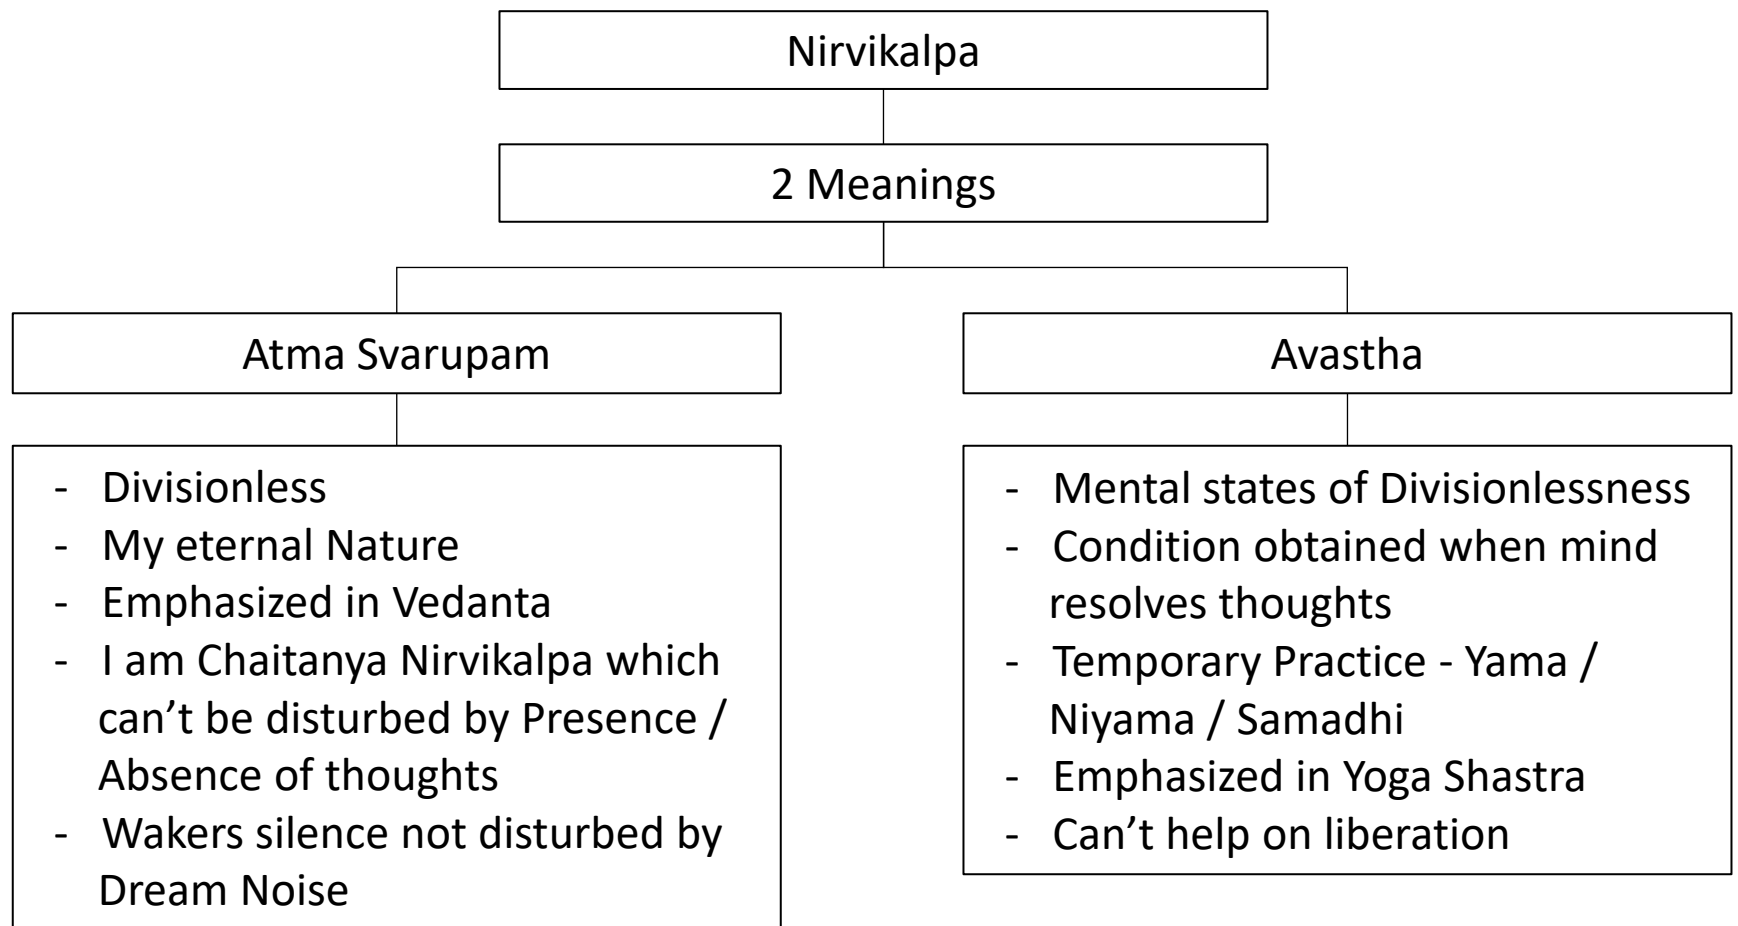 Nirvikalpa
2 Meanings
Atma Svarupam
- Divisionless
- My eternal Nature
- Emphasized in Vedanta
- I am Chaitanya Nirvikalpa which
can’t be disturbed by Presence /
Absence of thoughts
- Wakers silence not disturbed by
Dream Noise
Avastha
- Mental states of Divisionlessness
- Condition obtained when mind
resolves thoughts
- Temporary Practice - Yama /
Niyama / Samadhi
- Emphasized in Yoga Shastra
- Can’t help on liberation